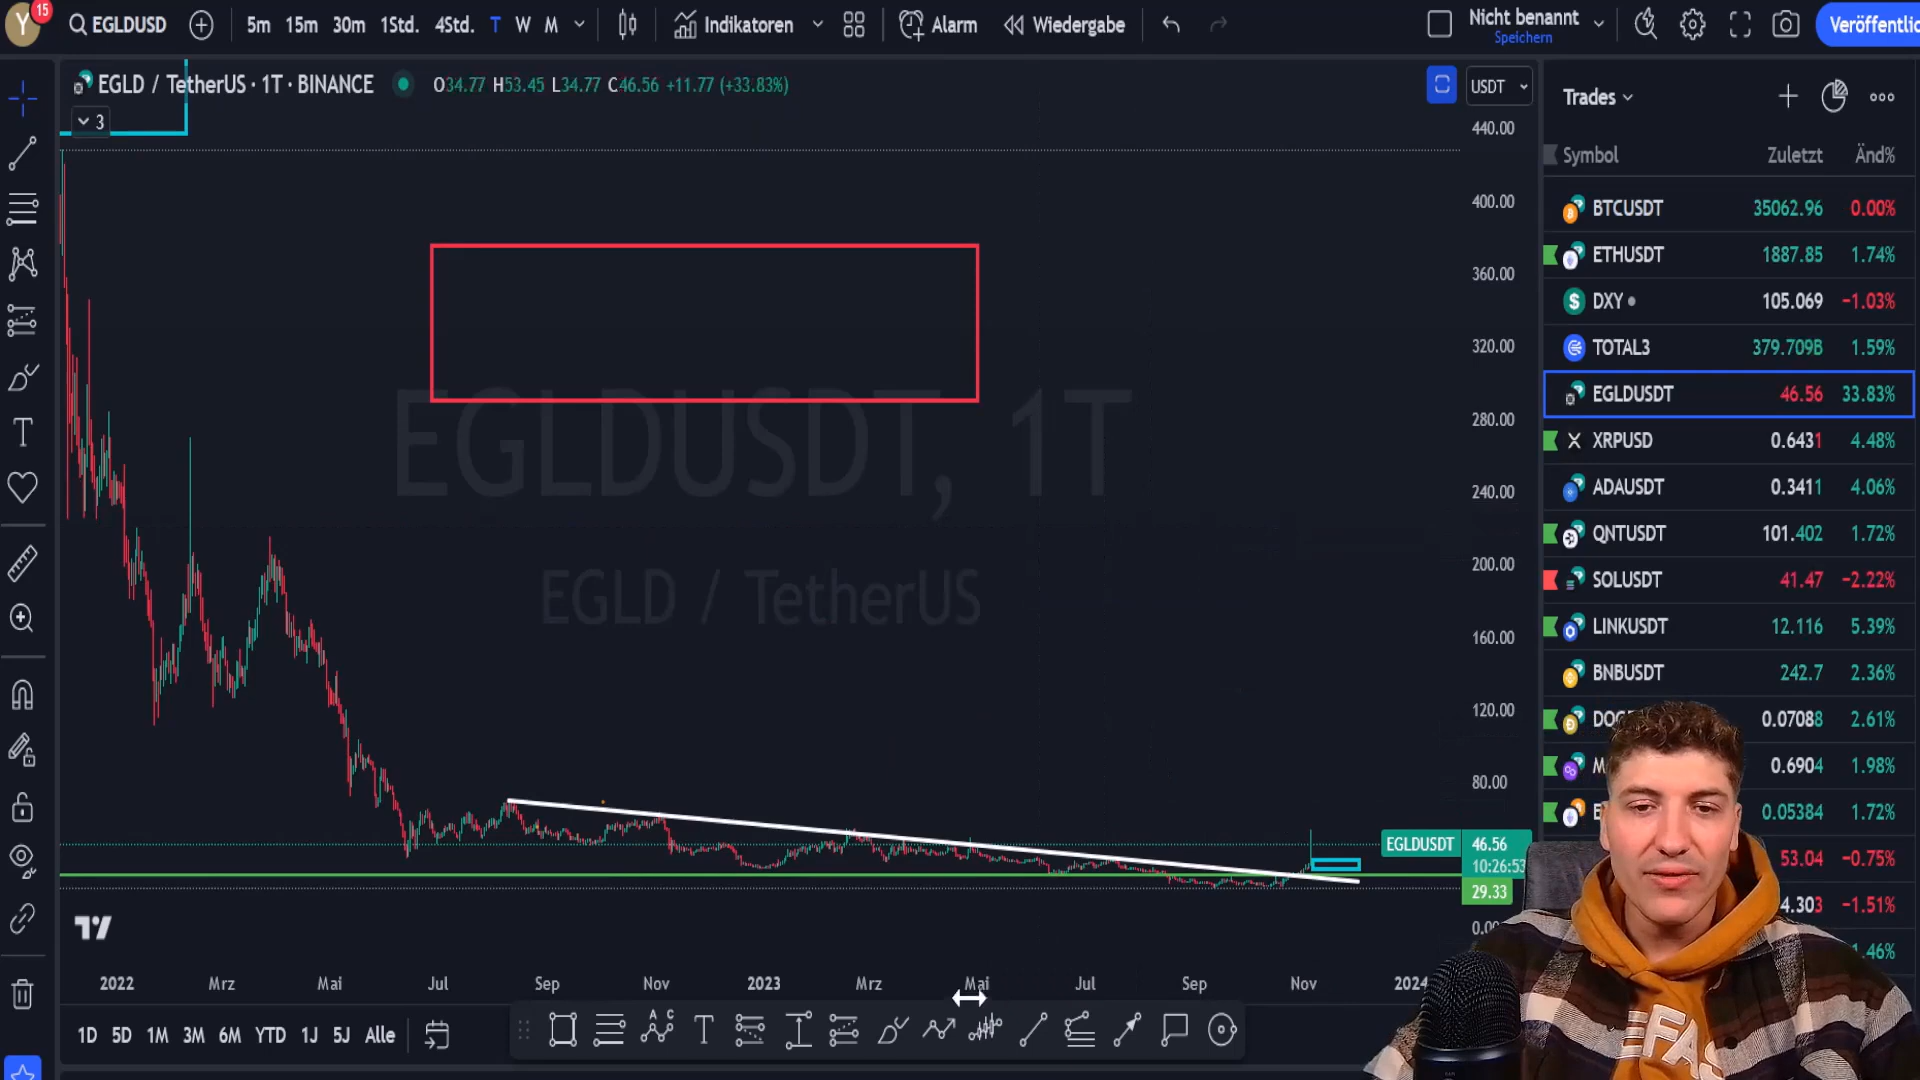 Y 15 EGLDUSD 5m 15m 30m 1Std. 4Std. T W M Indikatoren Alarm Wiedergabe Nicht benannt
Speichern
EGLD / TetherUS · 1T · BINANCE O34.77 H53.45 L34.77 C46.56 +11.77 (+33.83%)
3
USDT
440.00
400.00
360.00
320.00
280.00
240.00
200.00
160.00
120.00
80.00
EGLDUSDT 46.56
10:26:53
29.33
EGLDUSDT, 1T
EGLD / TetherUS
2022 Mrz Mai Jul Sep Nov 2023 Mrz Mai Jul Sep Nov 2024
1D 5D 1M 3M 6M YTD 1J 5J Alle
Trades
Symbol Zuletzt Änd%
BTCUSDT 35062.96 0.00%
ETHUSDT 1887.85 1.74%
DXY 105.069 −1.03%
TOTAL3 379.709B 1.59%
EGLDUSDT 46.56 33.83%
XRPUSD 0.6431 4.48%
ADAUSDT 0.3411 4.06%
QNTUSDT 101.402 1.72%
SOLUSDT 41.47 −2.22%
LINKUSDT 12.116 5.39%
BNBUSDT 242.7 2.36%
0.07088 2.61%
0.6904 1.98%
0.05384 1.72%
53.04 −0.75%
−1.51%